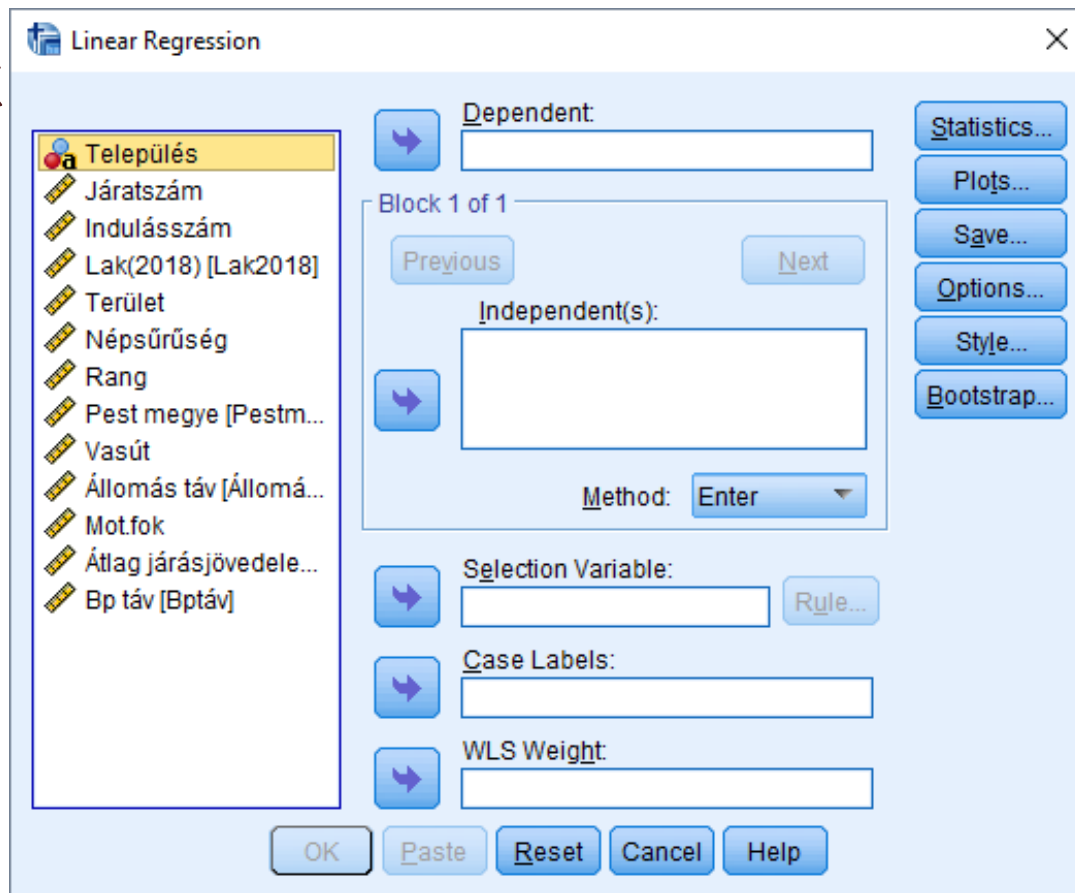 Linear Regression
Település
Járatszám
Indulásszám
Lak(2018) [Lak2018]
Terület
Népsűrűség
Rang
Pest megye [Pestm...
Vasút
Állomás táv [Állomá...
Mot.fok
Átlag járásjövedele...
Bp táv [Bptáv]
Dependent:
Block 1 of 1
Previous Next
Independent(s):
Method: Enter
Selection Variable:
Rule...
Case Labels:
WLS Weight:
Statistics...
Plots...
Save...
Options...
Style...
Bootstrap...
OK Paste Reset Cancel Help